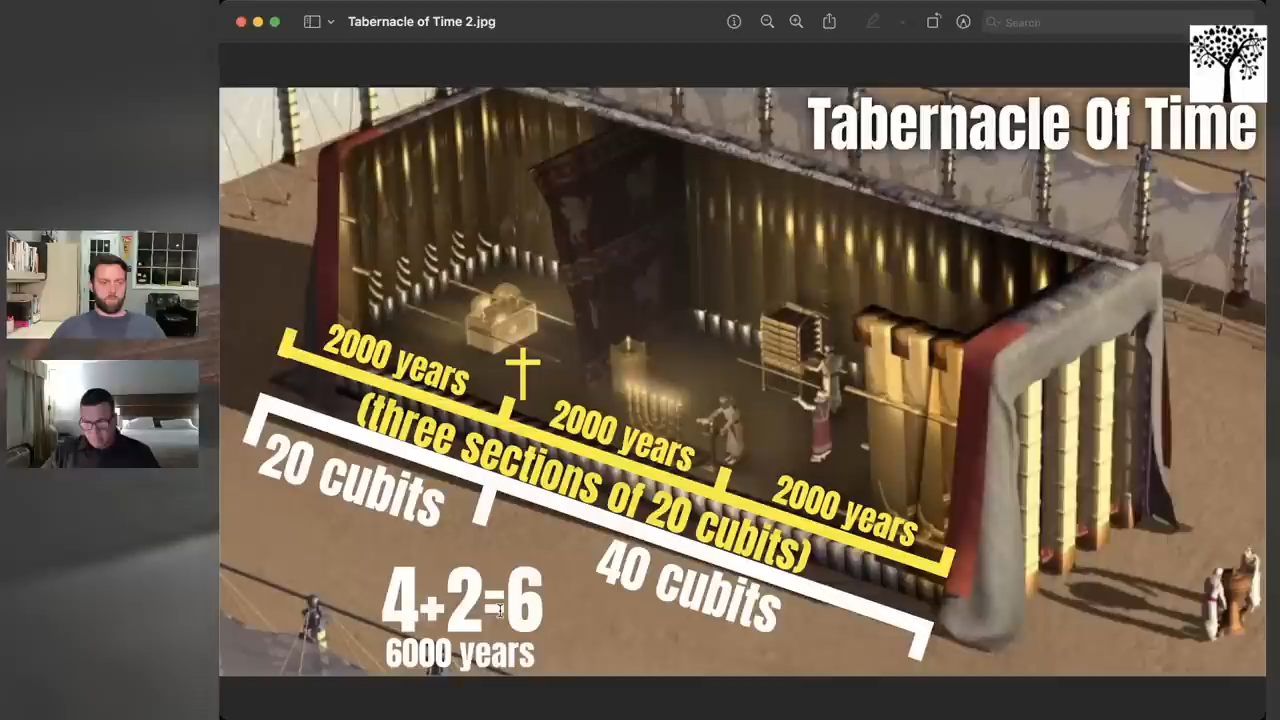 Tabernacle of Time 2.jpg
Search
Tabernacle Of Time
2000 years
2000 years
2000 years
(three sections of 20 cubits)
20 cubits
40 cubits
4+2=6
6000 years